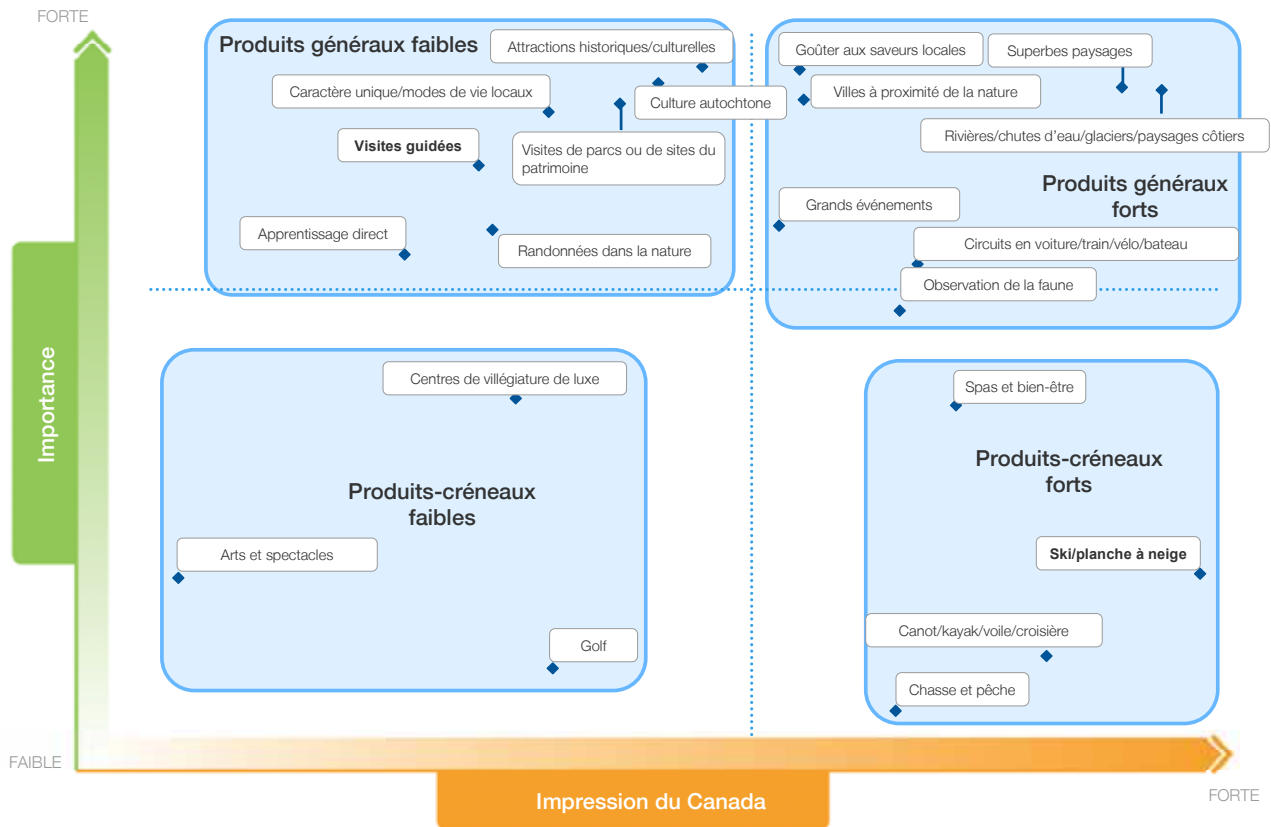 FORTE
Produits généraux faibles
Attractions historiques/culturelles
Caractère unique/modes de vie locaux
Culture autochtone
Visites guidées
Visites de parcs ou de sites du
patrimoine
Apprentissage direct
Randonnées dans la nature
Goûter aux saveurs locales
Superbes paysages
Villes à proximité de la nature
Rivières/chutes d'eau/glaciers/paysages côtiers
Produits généraux
forts
Grands événements
Circuits en voiture/train/vélo/bateau
Observation de la faune
Importance
Centres de villégiature de luxe
Produits-créneaux
faibles
Arts et spectacles
Golf
Spas et bien-être
Produits-créneaux
forts
Ski/planche à neige
Canot/kayak/voile/croisière
Chasse et pêche
FAIBLE
Impression du Canada
FORTE